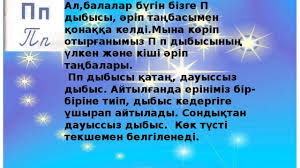 Пп
Пп
Ал,балалар бүгін бізге П
дыбысы, әріп таңбасымен
қонаққа келді.Мына көріп
отырғанымыз П п дыбысының
үлкен және кіші әріп
таңбалары.
Пп дыбысы қатаң, дауыссыз
дыбыс. Айтылғанда ерініміз бір-
біріне тиіп, дыбыс кедергіге
ұшырап айтылады. Сондықтан
дауыссыз дыбыс. Көк түсті
текшемен белгіленеді.